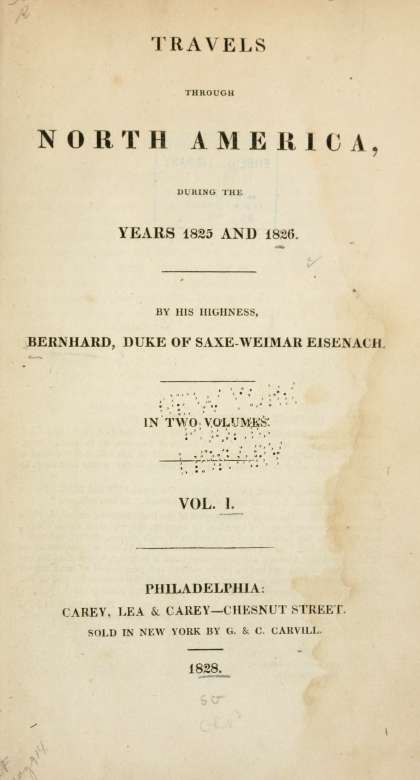 TRAVELS
THROUGH
NORTH AMERICA,
DURING THE
YEARS 1825 AND 1826.
BY HIS HIGHNESS,
BERNHARD, DUKE OF SAXE-WEIMAR EISENACH.
IN TWO VOLUMES.
VOL. I.
PHILADELPHIA:
CAREY, LEA & CAREY—CHESNUT STREET.
SOLD IN NEW YORK BY G. & C. CARVILL.
1828.